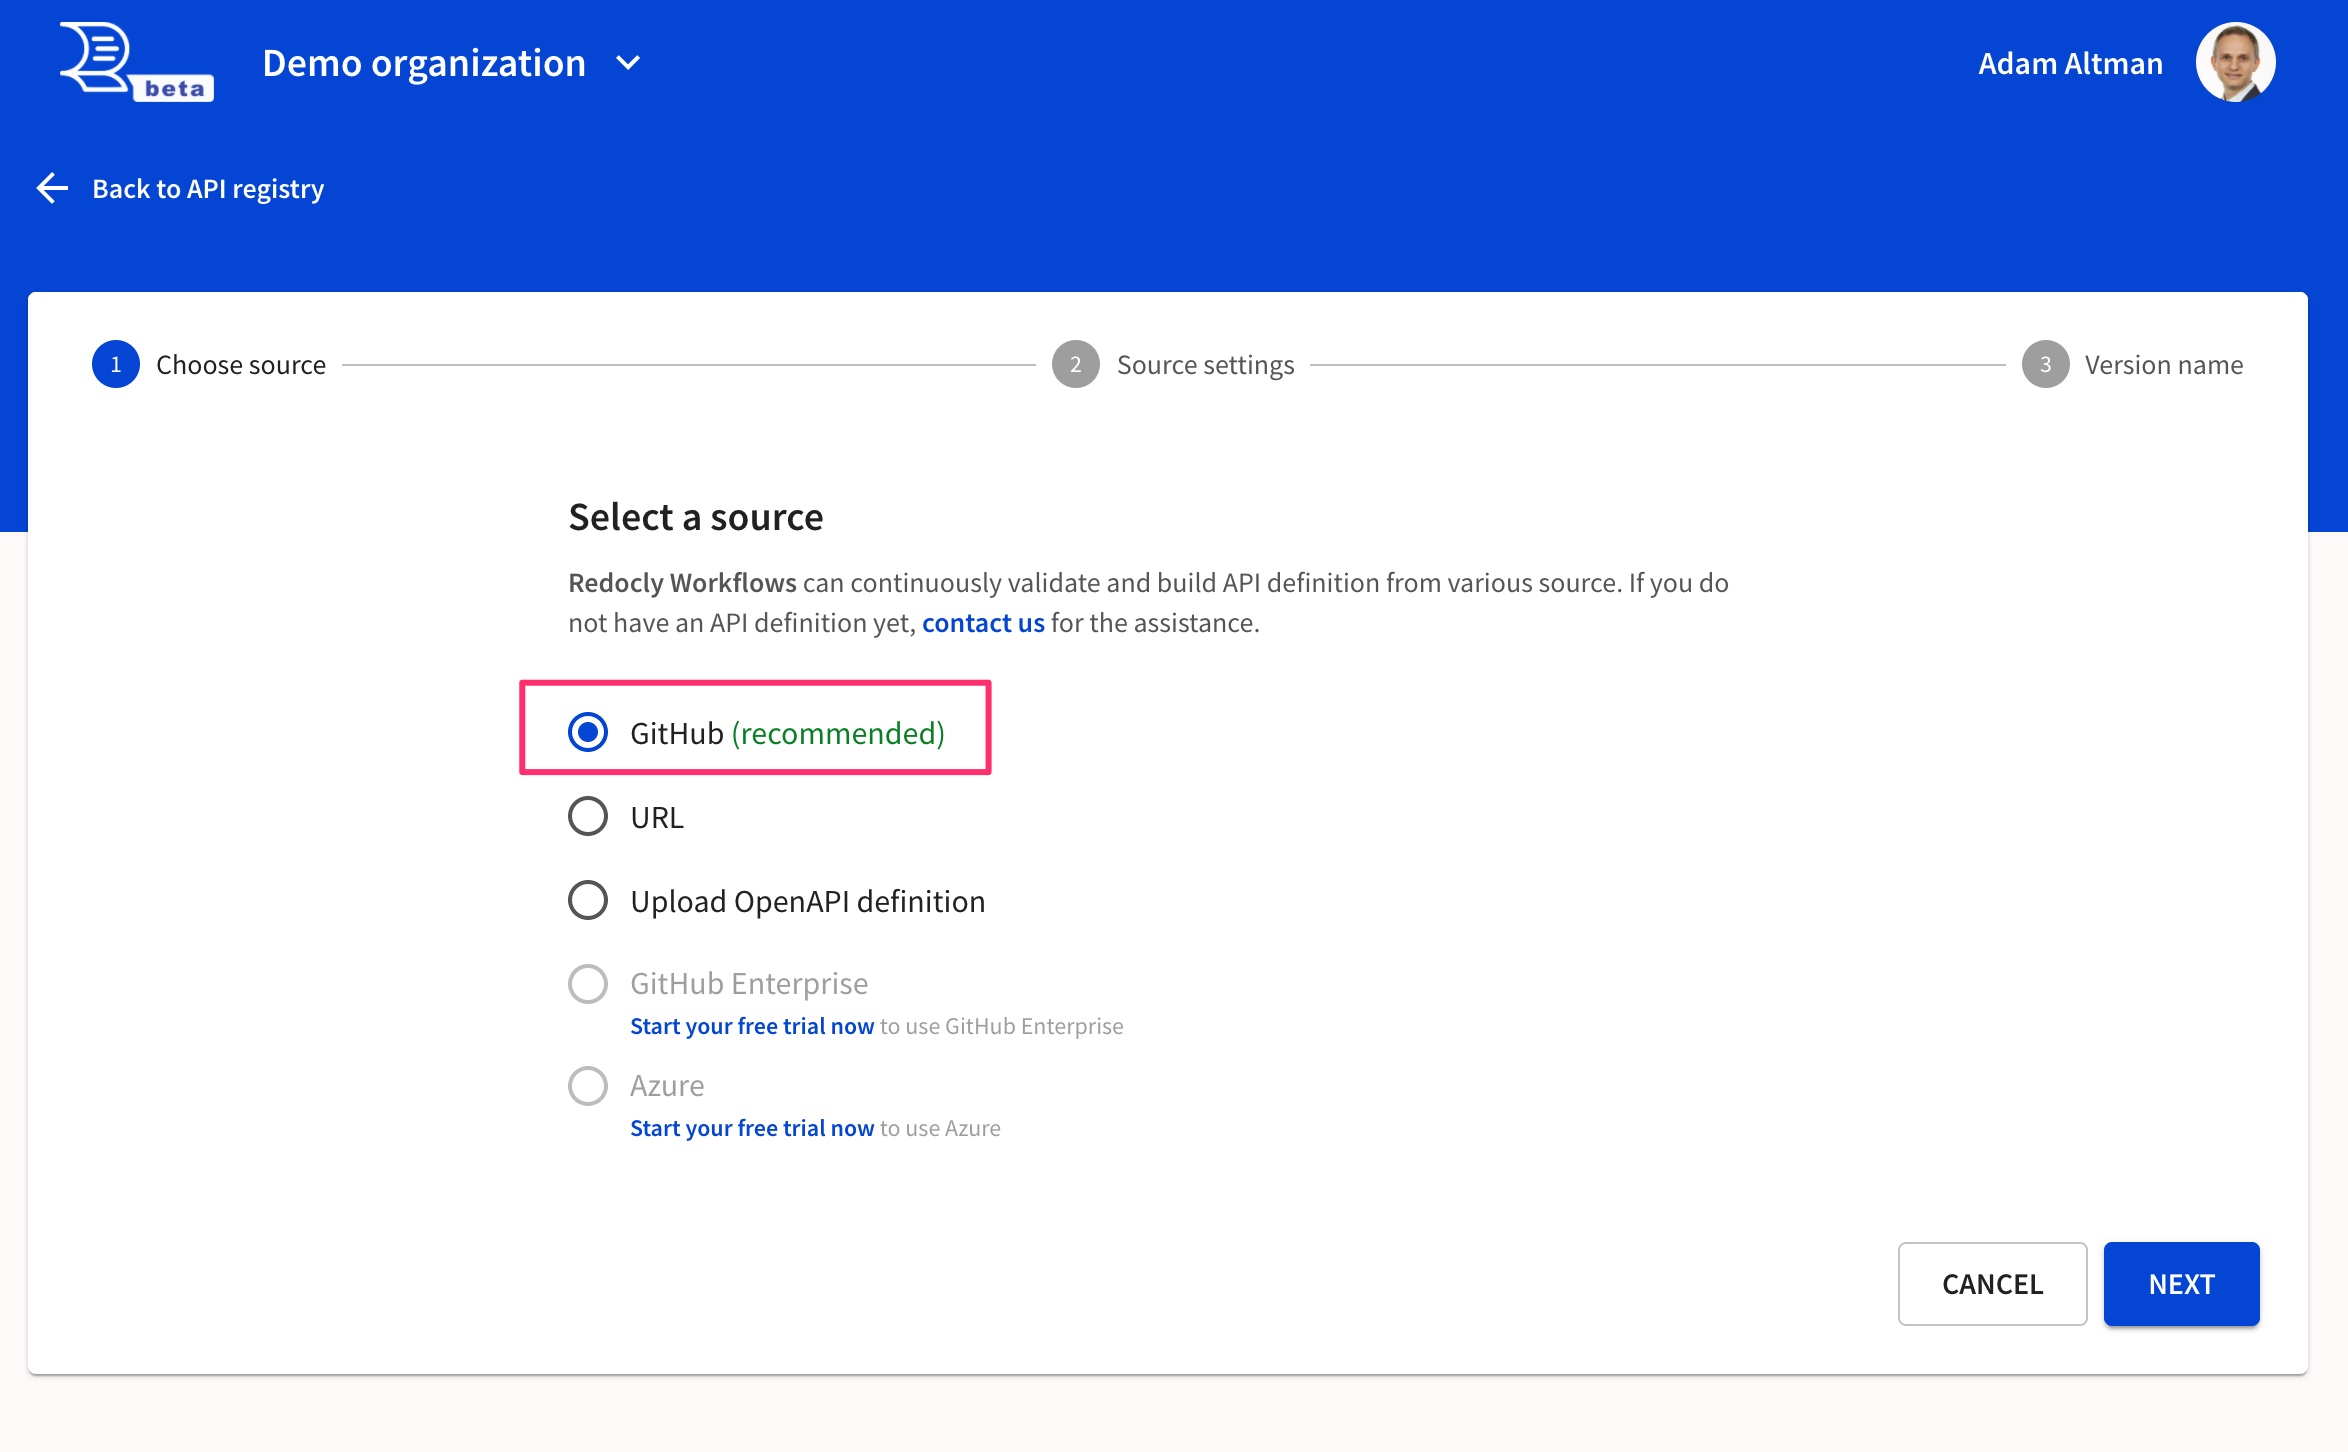 beta
Demo organization
Adam Altman
Back to API registry
1 Choose source
2 Source settings
3 Version name
Select a source
Redocly Workflows can continuously validate and build API definition from various source. If you do
not have an API definition yet, contact us for the assistance.
GitHub (recommended)
URL
Upload OpenAPI definition
GitHub Enterprise
Start your free trial now to use GitHub Enterprise
Azure
Start your free trial now to use Azure
CANCEL
NEXT